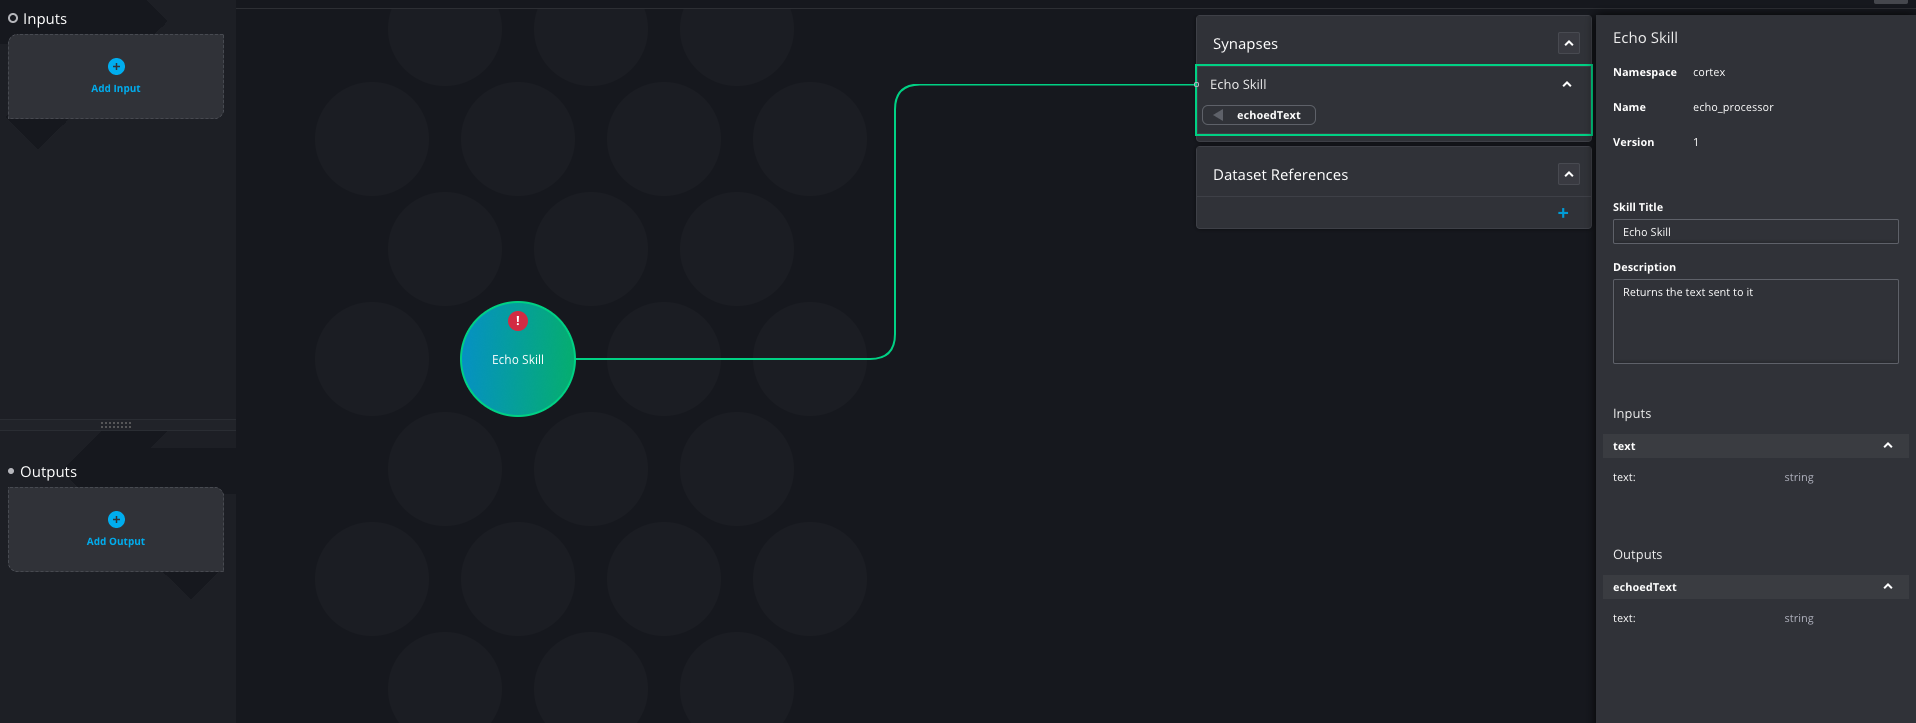 Inputs
Add Input
Outputs
Add Output
!
Echo Skill
Synapses
Echo Skill
echoedText
Dataset References
Echo Skill
Namespace cortex
Name echo_processor
Version 1
Skill Title
Echo Skill
Description
Returns the text sent to it
Inputs
text
text: string
Outputs
echoedText
text: string